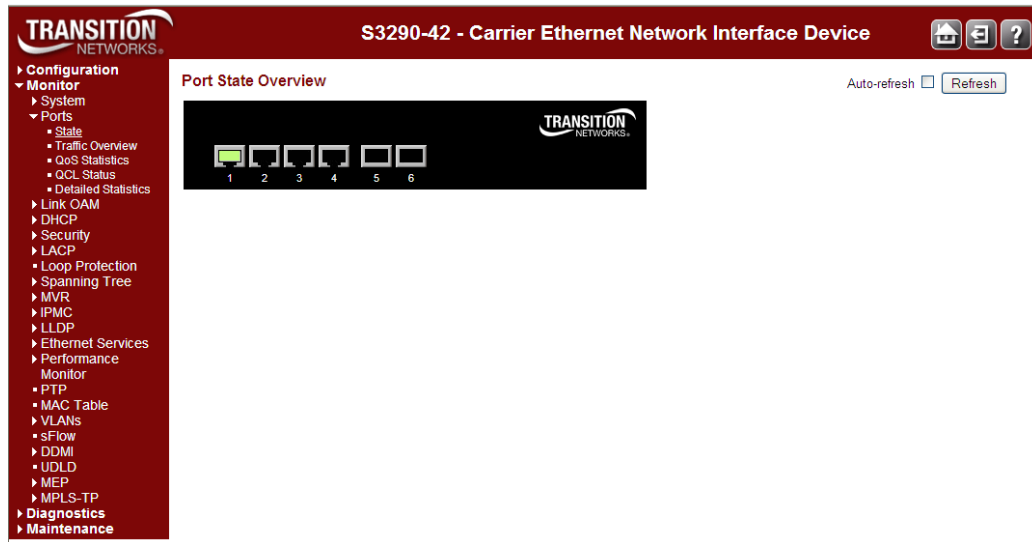 TRANSITION
NETWORKS®
S3290-42 - Carrier Ethernet Network Interface Device
?
Configuration
Monitor
System
Ports
State
Traffic Overview
QoS Statistics
QCL Status
Detailed Statistics
Link OAM
DHCP
Security
LACP
Loop Protection
Spanning Tree
MVR
IPMC
LLDP
Ethernet Services
Performance
Monitor
PTP
MAC Table
VLANs
sFlow
DDMI
UDLD
MEP
MPLS-TP
Diagnostics
Maintenance
Port State Overview
Auto-refresh Refresh
TRANSITION
NETWORKS®
1 2 3 4 5 6